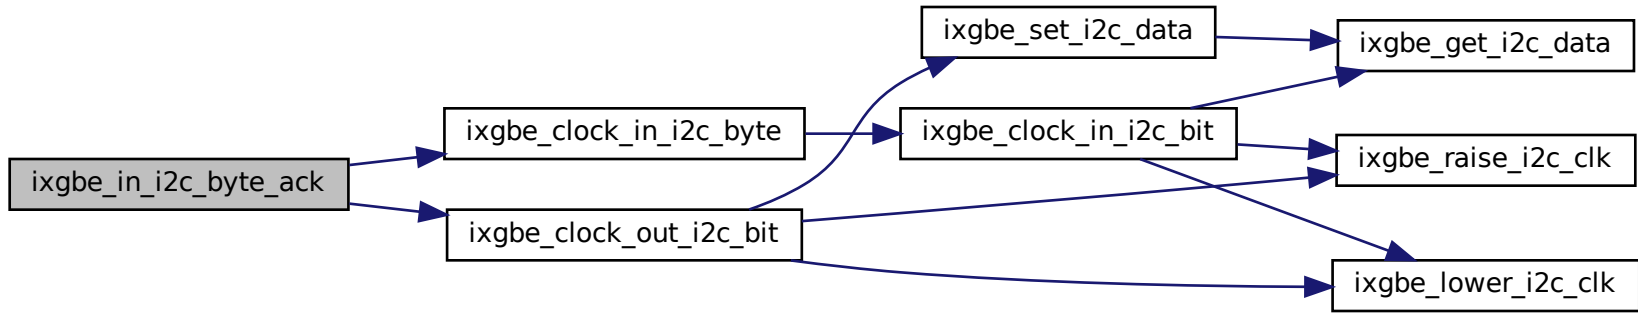 ixgbe_set_i2c_data
ixgbe_get_i2c_data
ixgbe_clock_in_i2c_byte
ixgbe_clock_in_i2c_bit
ixgbe_raise_i2c_clk
ixgbe_in_i2c_byte_ack
ixgbe_clock_out_i2c_bit
ixgbe_lower_i2c_clk